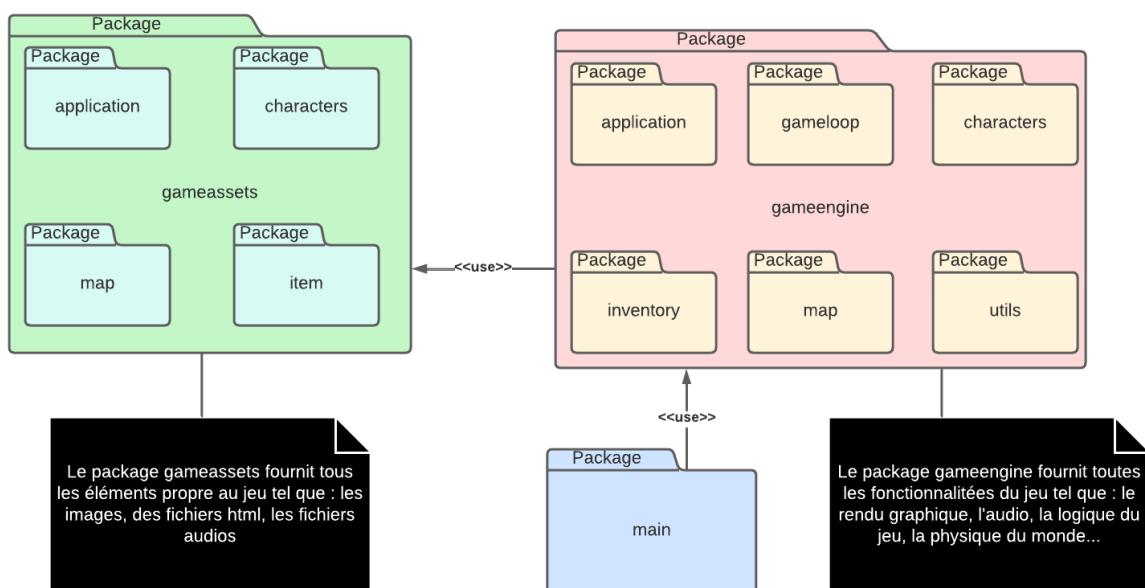 Package
Package
application
Package
characters
gameassets
Package
map
Package
item
<<use>>
Package
Package
application
Package
gameloop
Package
characters
gameengine
Package
inventory
Package
map
Package
utils
<<use>>
Le package gameassets fournit tous
les éléments propre au jeu tel que : les
images, des fichiers html, les fichiers
audios
Package
main
Le package gameengine fournit toutes
les fonctionnalitées du jeu tel que : le
rendu graphique, l'audio, la logique du
jeu, la physique du monde...